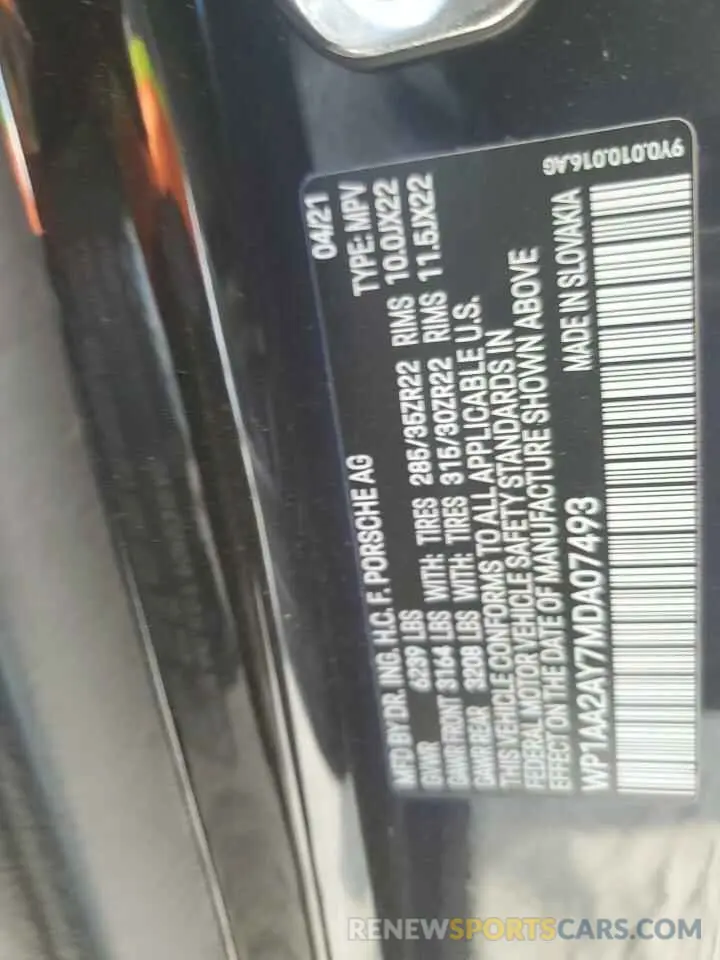 9Y0.010.016.AG
04/21
MFD BY DR. ING. H.C. F. PORSCHE AG TYPE: MPV
GVWR 6239 LBS WITH: TIRES 285/35ZR22 RIMS 10.0JX22
GAWR FRONT 3164 LBS WITH: TIRES 315/30ZR22 RIMS 11.5JX22
GAWR REAR 3208 LBS
THIS VEHICLE CONFORMS TO ALL APPLICABLE U.S.
FEDERAL MOTOR VEHICLE SAFETY STANDARDS IN
EFFECT ON THE DATE OF MANUFACTURE SHOWN ABOVE
WP1AA2AY7MDA07493 MADE IN SLOVAKIA
RENEWSPORTSCARS.COM